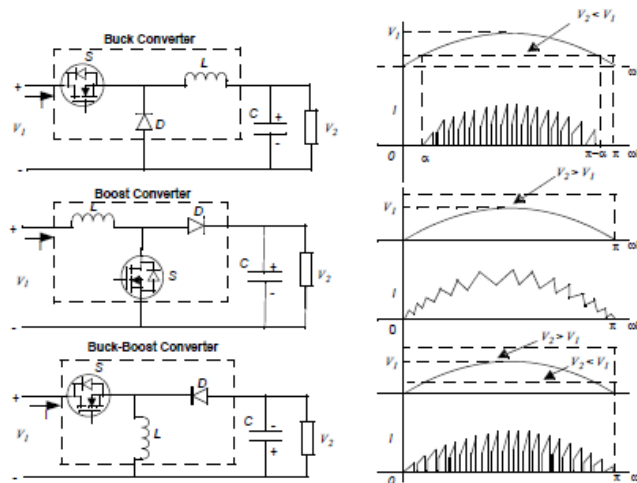 Buck Converter
S
L
+
V₁
-
D
C
+
-
V₂
V₁
V₂ < V₁
ω
I
0
α
π-α
π
ω
Boost Converter
L
D
+
V₁
-
S
C
+
-
V₂
V₁
V₂ > V₁
π
I
0
π
ω
Buck-Boost Converter
S
D
+
V₁
-
L
C
-
+
V₂
V₁
V₂ > V₁
V₂ < V₁
I
0
π
ω